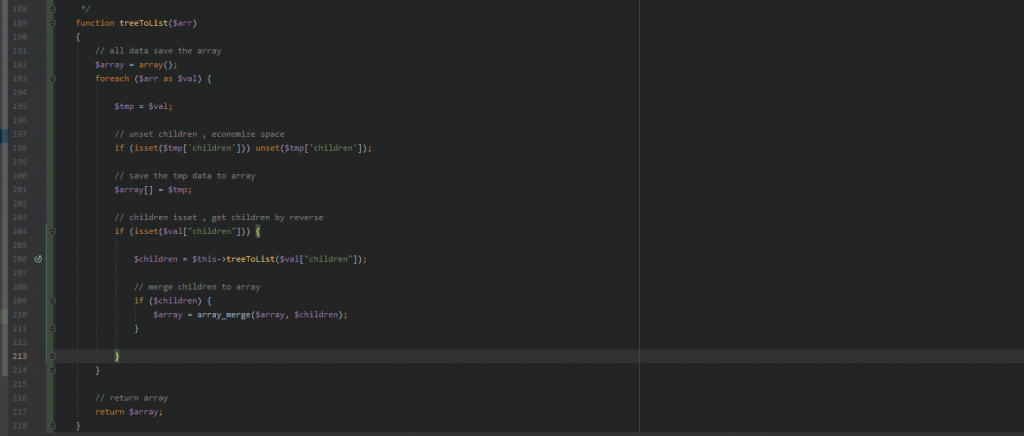 188 */
189 function treeToList($arr)
190 {
191 // all data save the array
192 $array = array();
193 foreach ($arr as $val) {
194
195 $tmp = $val;
196
197 // unset children , economize space
198 if (isset($tmp['children'])) unset($tmp['children']);
199
200 // save the tmp data to array
201 $array[] = $tmp;
202
203 // children isset , get children by reverse
204 if (isset($val["children"])) {
205
206 $children = $this->treeToList($val["children"]);
207
208 // merge children to array
209 if ($children) {
210 $array = array_merge($array, $children);
211 }
212
213 }
214 }
215
216 // return array
217 return $array;
218 }